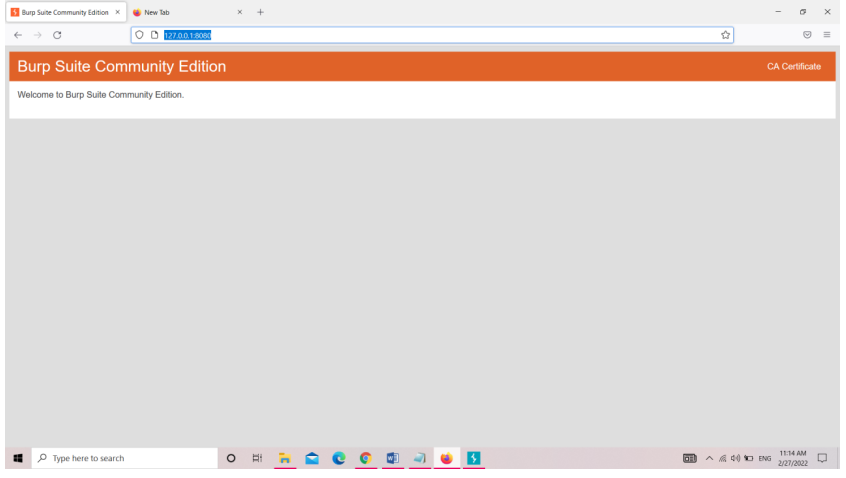 Burp Suite Community Edition
New Tab
127.0.0.1:8080
Burp Suite Community Edition
CA Certificate
Welcome to Burp Suite Community Edition.
Type here to search
ENG
11:14 AM
2/27/2022